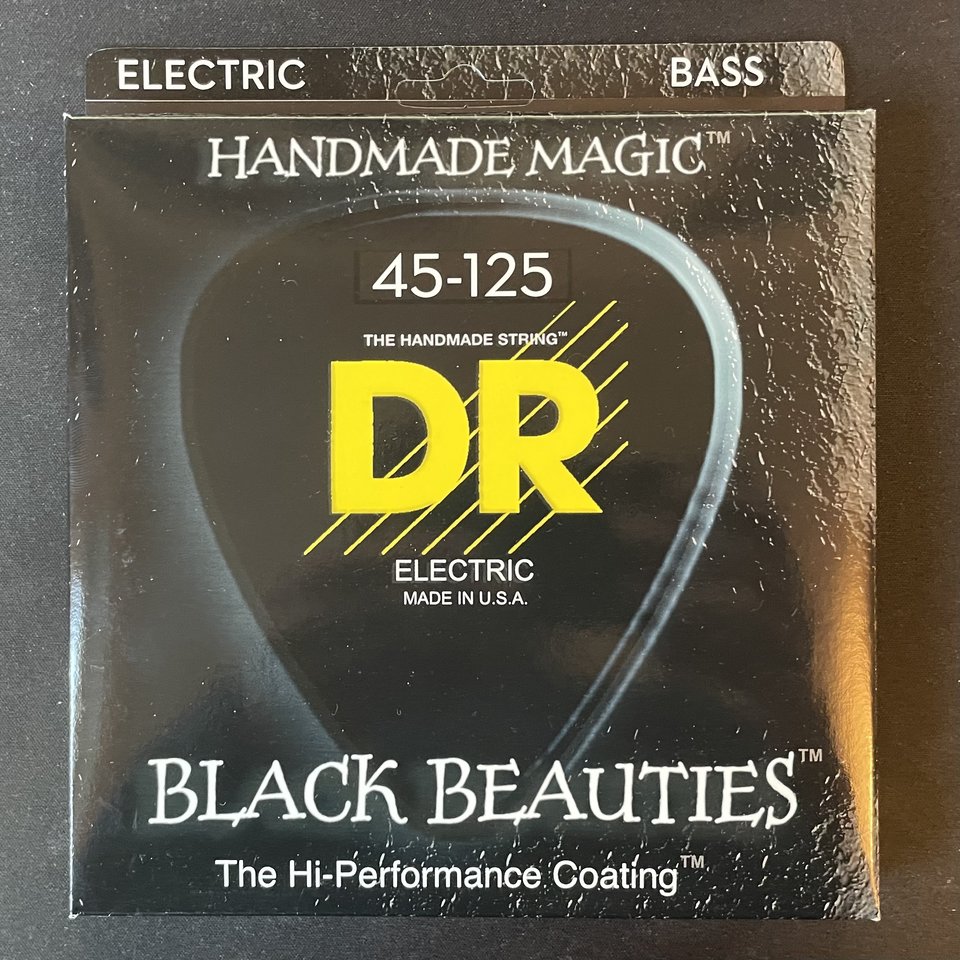 ELECTRIC BASS
HANDMADE MAGIC™
45-125
THE HANDMADE STRING™
DR
ELECTRIC
MADE IN U.S.A.
BLACK BEAUTIES™
The Hi-Performance Coating™